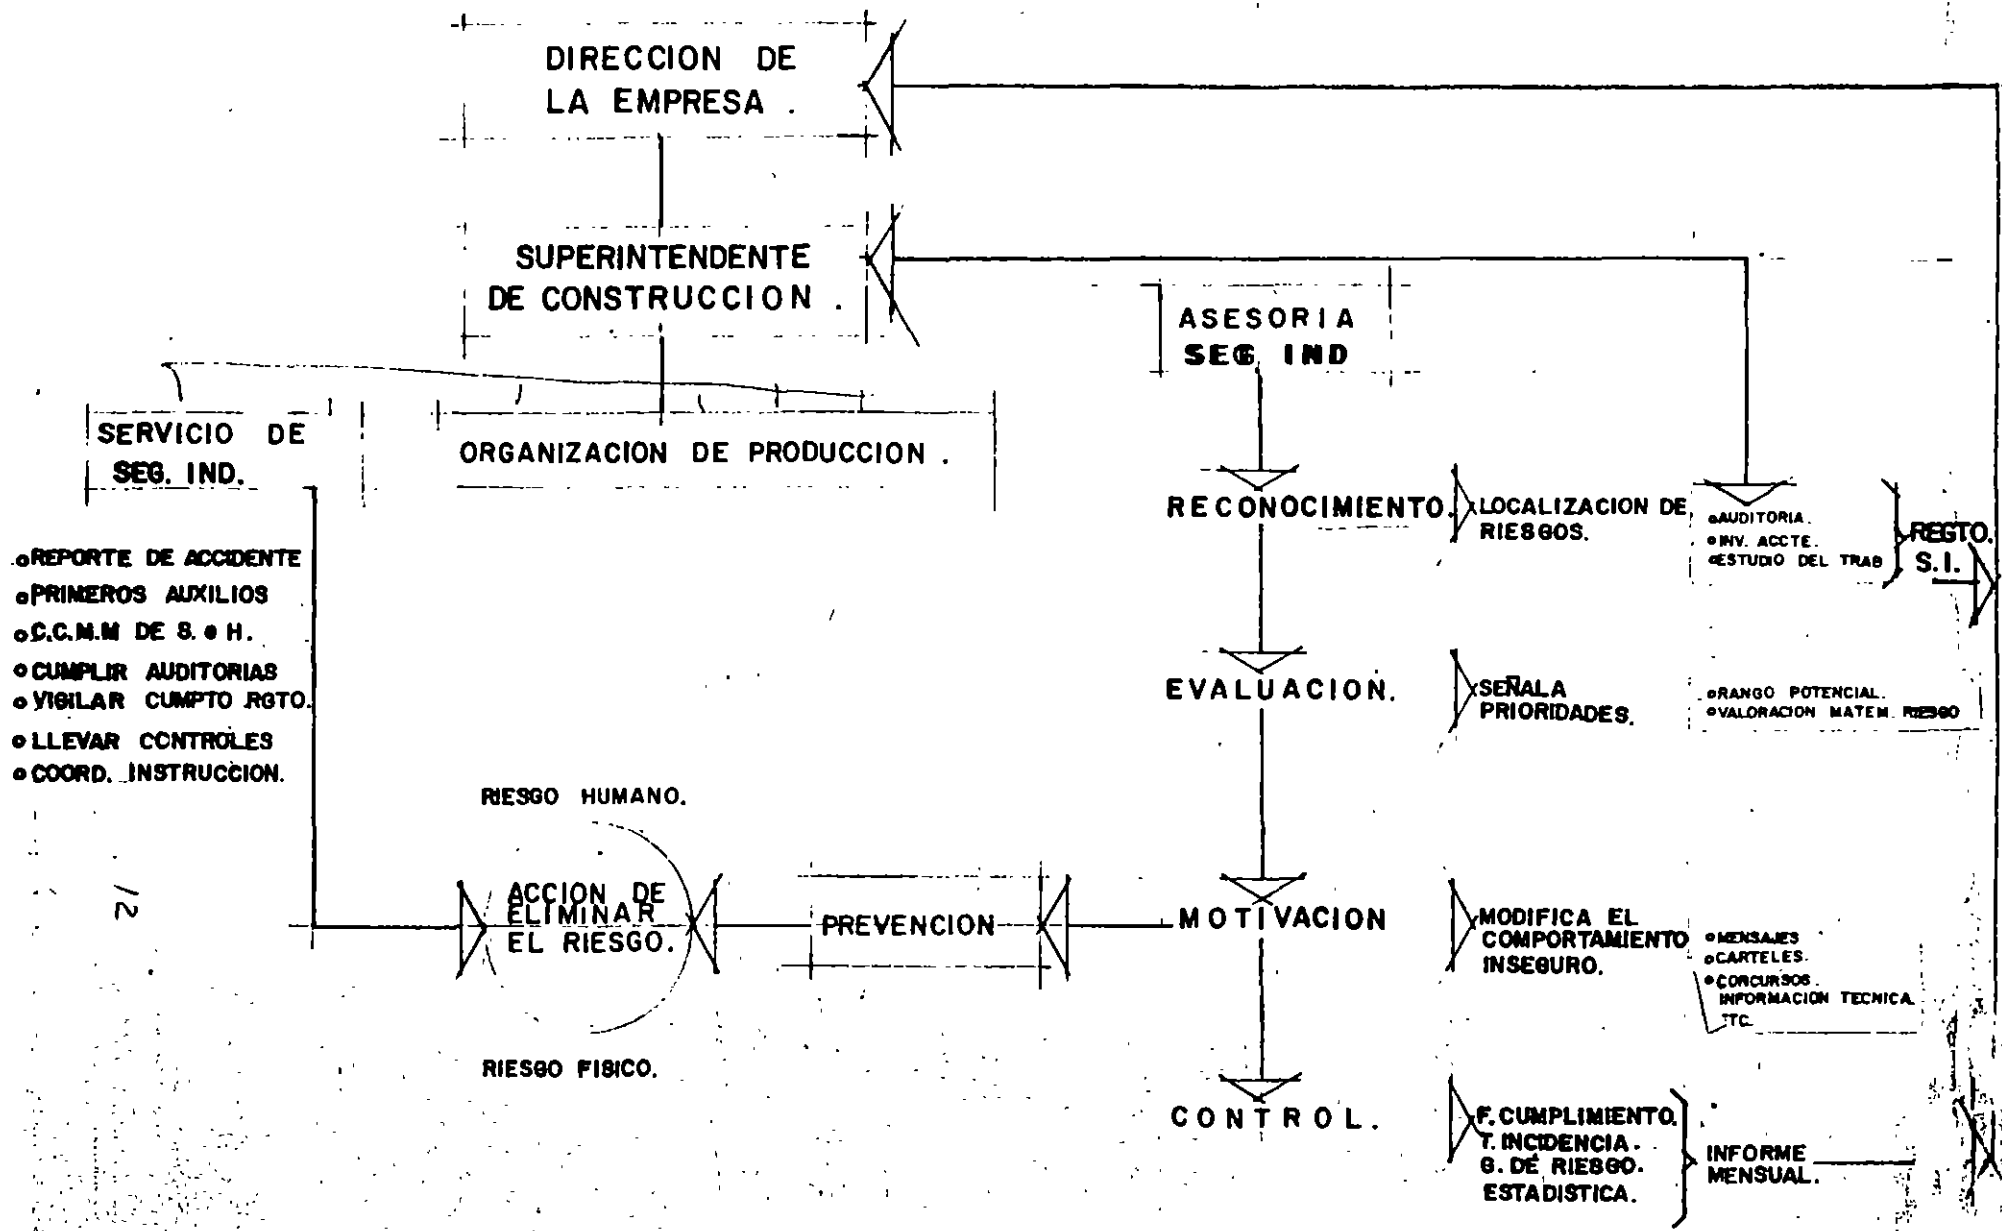 DIRECCION DE
LA EMPRESA .
SUPERINTENDENTE
DE CONSTRUCCION .
ASESORIA
SEG IND
SERVICIO DE
SEG. IND.
ORGANIZACION DE PRODUCCION .
RECONOCIMIENTO.
LOCALIZACION DE
RIESGOS.
AUDITORIA.
INV. ACCTE.
ESTUDIO DEL TRAB
REGTO.
S.I.
REPORTE DE ACCIDENTE
PRIMEROS AUXILIOS
C.C.M.M DE S. e H.
CUMPLIR AUDITORIAS
VIGILAR CUMPTO RGTO.
LLEVAR CONTROLES
COORD. INSTRUCCION.
EVALUACION.
SEÑALA
PRIORIDADES.
RANGO POTENCIAL.
VALORACION MATEM. RIESGO
RIESGO HUMANO.
ACCION DE
ELIMINAR
EL RIESGO.
PREVENCION
MOTIVACION
MODIFICA EL
COMPORTAMIENTO
INSEGURO.
MENSAJES
CARTELES.
CORCURSOS.
INFORMACION TECNICA.
TTC.
RIESGO FISICO.
CONTROL.
F. CUMPLIMIENTO.
T. INCIDENCIA.
G. DE RIESGO.
ESTADISTICA.
INFORME
MENSUAL.
12